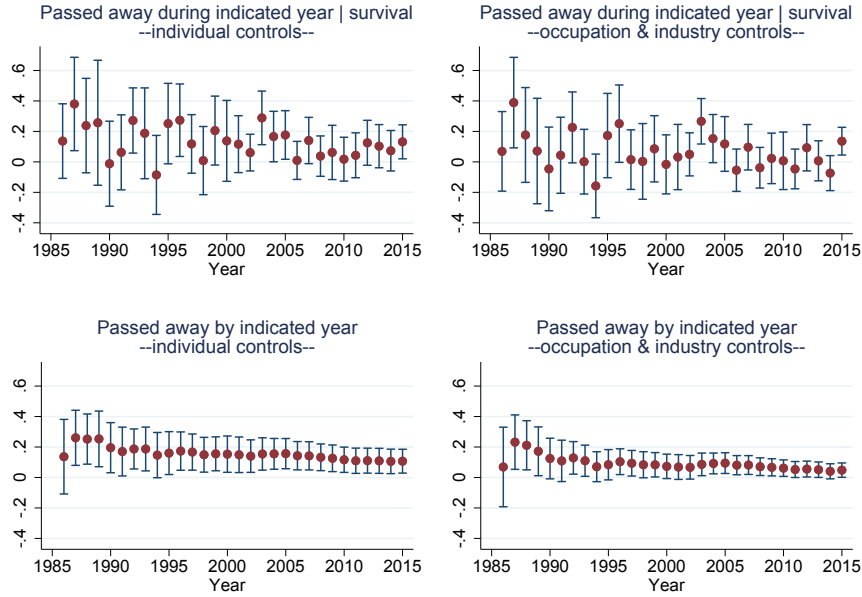 Passed away during indicated year | survival
--individual controls--
.6
.4
.2
0
-.2
-.4
1985 1990 1995 2000 2005 2010 2015
Year
Passed away during indicated year | survival
--occupation & industry controls--
.6
.4
.2
0
-.2
-.4
1985 1990 1995 2000 2005 2010 2015
Year
Passed away by indicated year
--individual controls--
.6
.4
.2
0
-.2
-.4
1985 1990 1995 2000 2005 2010 2015
Year
Passed away by indicated year
--occupation & industry controls--
.6
.4
.2
0
-.2
-.4
1985 1990 1995 2000 2005 2010 2015
Year